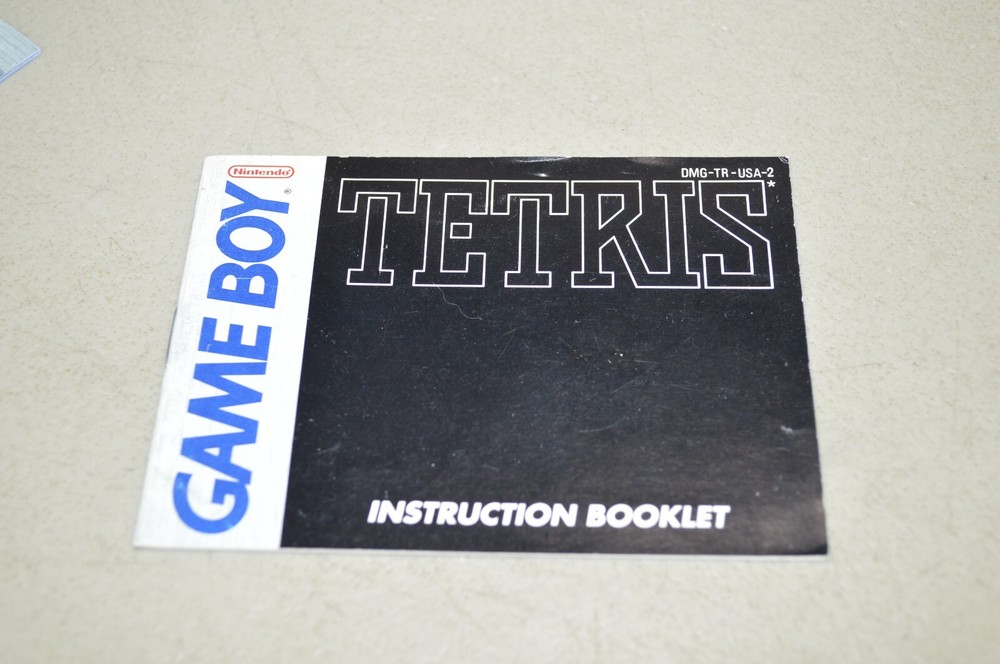 Nintendo®
GAME BOY®
DMG-TR-USA-2
TETRIS*
INSTRUCTION BOOKLET